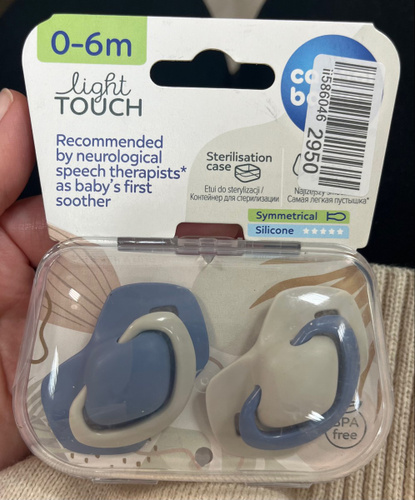 0-6m
light
TOUCH
Recommended
by neurological
speech therapists*
as baby's first
soother
Sterilisation
case
Etui do sterylizacji /
Контейнер для стерилизации
Самая легкая пустышка*
Symmetrical
Silicone
ii586046
2950
BPA
free